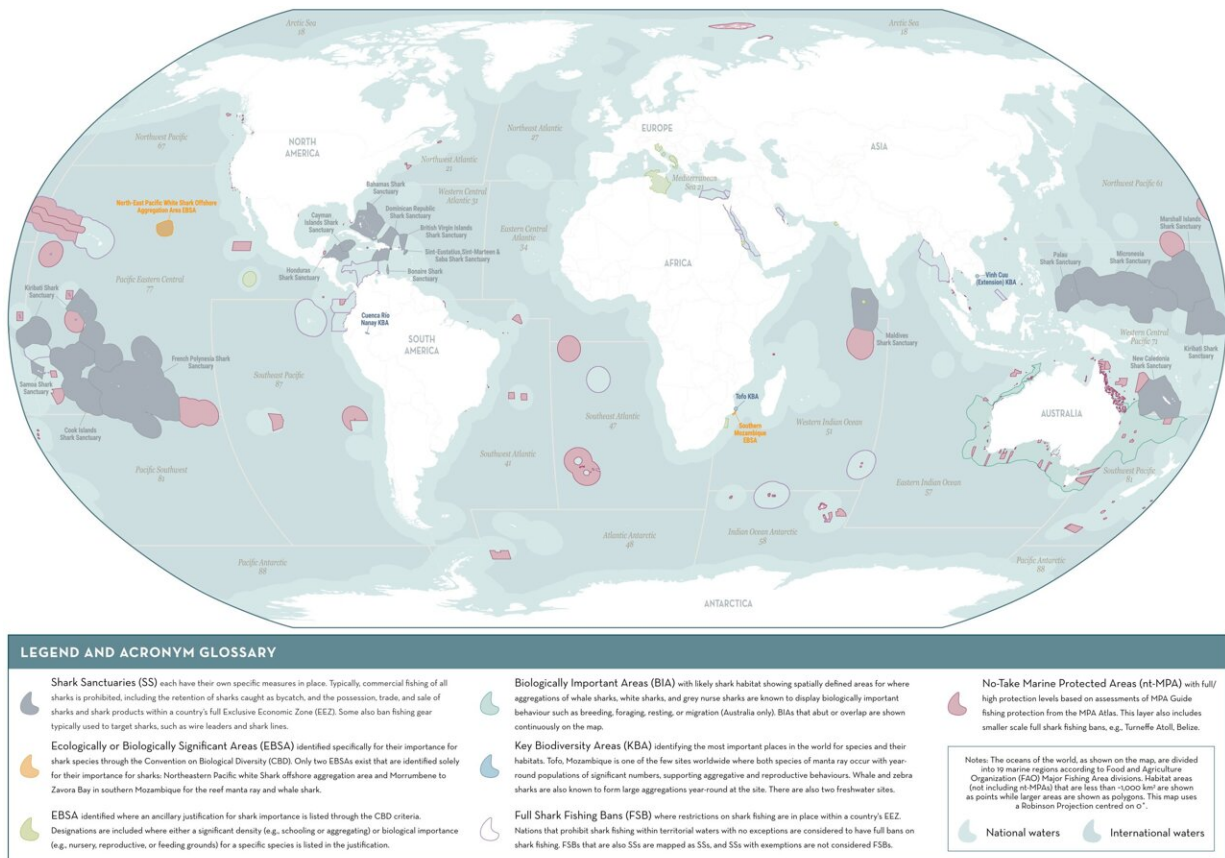 Arctic Sea
18
Arctic Sea
18
NORTH
AMERICA
EUROPE
ASIA
Northwest Pacific
67
Northeast Atlantic
27
Northwest Atlantic
21
Mediterranean
Sea
Northwest Pacific 61
Western Central
Atlantic 31
Eastern Central
Atlantic
34
North-East Pacific White Shark Offshore
Aggregation Area EBSA
Bahamas Shark
Sanctuary
Cayman
Islands Shark
Sanctuary
Dominican Republic
Shark Sanctuary
British Virgin Islands
Shark Sanctuary
Sint-Eustatius, Sint-Marteen &
Saba Shark Sanctuary
Honduras
Shark Sanctuary
Bonaire Shark
Sanctuary
AFRICA
Marshall Islands
Shark Sanctuary
Palau
Shark Sanctuary
Micronesia
Shark Sanctuary
Vinh Cuu
(Extension) KBA
Pacific Eastern Central
77
Kiribati Shark
Sanctuary
Cuenca Rio
Nanay KBA
SOUTH
AMERICA
Maldives
Shark Sanctuary
Western Central
Pacific 71
Kiribati Shark
Sanctuary
New Caledonia
Shark Sanctuary
French Polynesia Shark
Sanctuary
Samoa Shark
Sanctuary
Cook Islands
Shark Sanctuary
Southeast Pacific
87
Southeast Atlantic
47
Tofo KBA
Southern
Mozambique
EBSA
Western Indian Ocean
51
AUSTRALIA
Pacific Southwest
81
Southwest Atlantic
41
Eastern Indian Ocean
57
Southwest Pacific
81
Atlantic Antarctic
48
Indian Ocean Antarctic
58
Pacific Antarctic
88
Pacific Antarctic
88
ANTARCTICA
LEGEND AND ACRONYM GLOSSARY
Shark Sanctuaries (SS) each have their own specific measures in place. Typically, commercial fishing of all
sharks is prohibited, including the retention of sharks caught as bycatch, and the possession, trade, and sale of
sharks and shark products within a country's full Exclusive Economic Zone (EEZ). Some also ban fishing gear
typically used to target sharks, such as wire leaders and shark lines.
Ecologically or Biologically Significant Areas (EBSA) identified specifically for their importance for
shark species through the Convention on Biological Diversity (CBD). Only two EBSAs exist that are identified solely
for their importance for sharks: Northeastern Pacific white Shark offshore aggregation area and Morrumbene to
Zavora Bay in southern Mozambique for the reef manta ray and whale shark.
EBSA identified where an ancillary justification for shark importance is listed through the CBD criteria.
Designations are included where either a significant density (e.g., schooling or aggregating) or biological importance
(e.g., nursery, reproductive, or feeding grounds) for a specific species is listed in the justification.
Biologically Important Areas (BIA) with likely shark habitat showing spatially defined areas for where
aggregations of whale sharks, white sharks, and grey nurse sharks are known to display biologically important
behaviour such as breeding, foraging, resting, or migration (Australia only). BIAs that abut or overlap are shown
continuously on the map.
Key Biodiversity Areas (KBA) identifying the most important places in the world for species and their
habitats. Tofo, Mozambique is one of the few sites worldwide where both species of manta ray occur with year-
round populations of significant numbers, supporting aggregative and reproductive behaviours. Whale and zebra
sharks are also known to form large aggregations year-round at the site. There are also two freshwater sites.
Full Shark Fishing Bans (FSB) where restrictions on shark fishing are in place within a country's EEZ.
Nations that prohibit shark fishing within territorial waters with no exceptions are considered to have full bans on
shark fishing. FSBs that are also SSs are mapped as SSs, and SSs with exemptions are not considered FSBs.
No-Take Marine Protected Areas (nt-MPA) with full/
high protection levels based on assessments of MPA Guide
fishing protection from the MPA Atlas. This layer also includes
smaller scale full shark fishing bans, e.g., Turneffe Atoll, Belize.
Notes: The oceans of the world, as shown on the map, are divided
into 19 marine regions according to Food and Agriculture
Organization (FAO) Major Fishing Area divisions. Habitat areas
(not including nt-MPAs) that are less than ~1,000 km² are shown
as points while larger areas are shown as polygons. This map uses
a Robinson Projection centred on 0°.
National waters
International waters